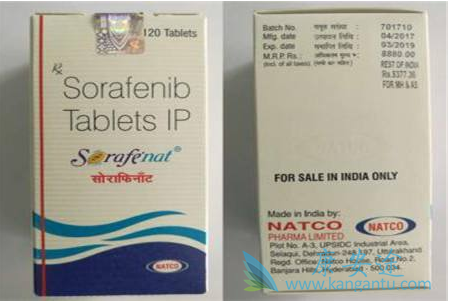 120 Tablets
Rx
Sorafenib
Tablets IP
Sorafenat®
सोराफिनॅट
NATCO
Batch No. 701710
Mfg. date 04/2017
Exp. date 03/2019
M.R.P. Rs.: 8880.00
REST OF INDIA
Rs.5377.36
FOR MH & AS
FOR SALE IN INDIA ONLY
Made in India by:
NATCO
PHARMA LIMITED
NATCO
Plot No. A-3, UPSIDC Industrial Area,
Selaqui, Dehradun-248 197, Uttarakhand
Regd. Office: Natco House, Road No.2,
Banjara Hills, Hyderabad - 500 034.
www.kangantu.com